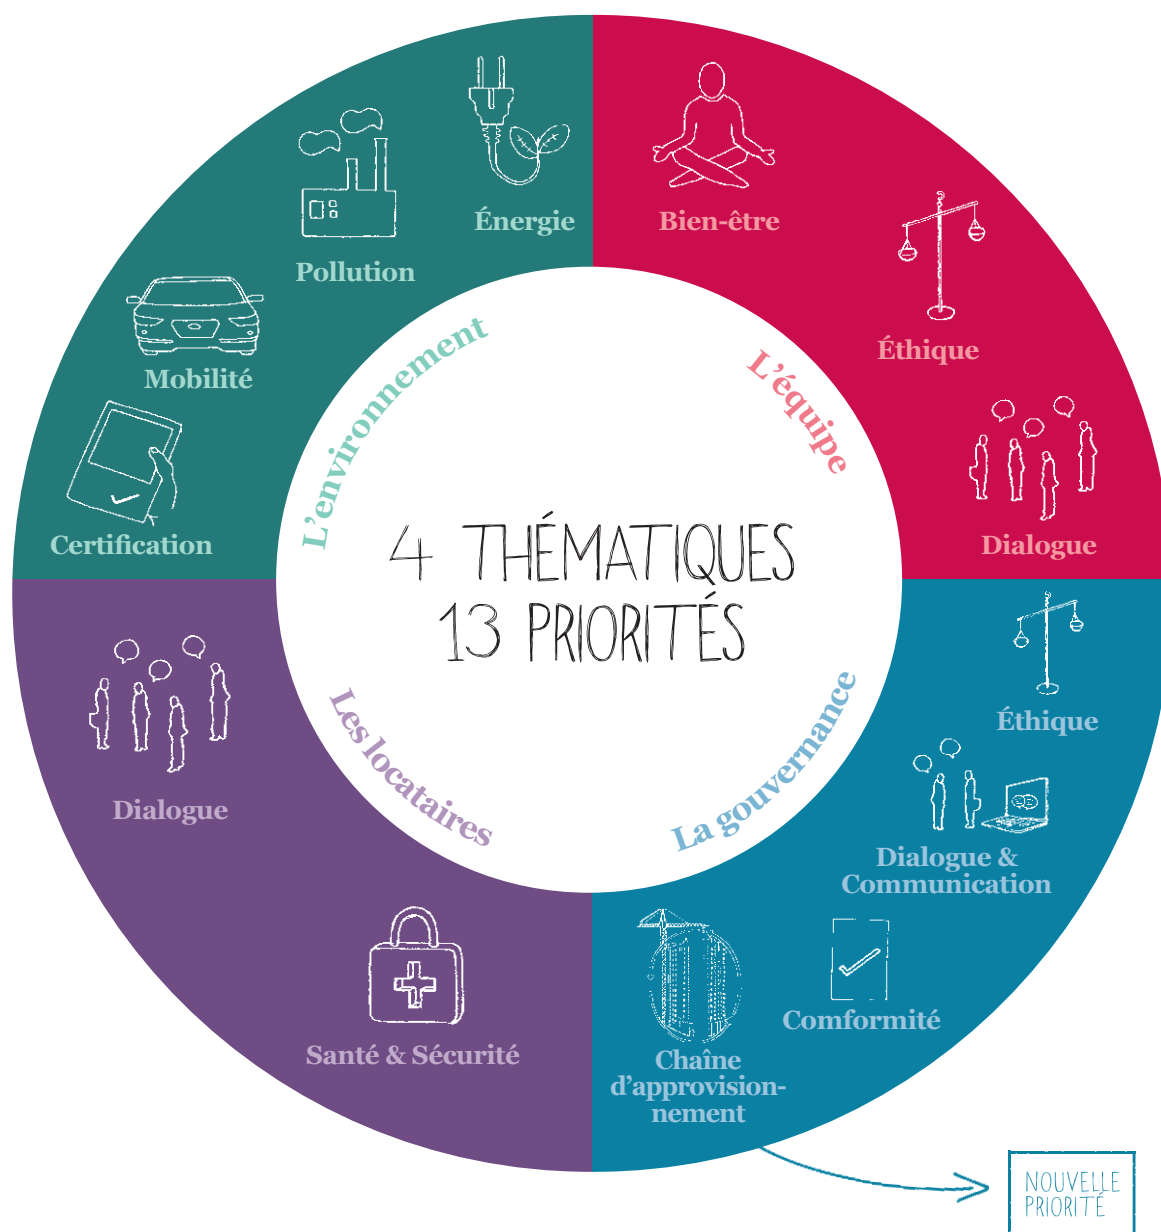 Énergie
Pollution
Mobilité
Certification
L'environnement
Bien-être
Éthique
Dialogue
L'équipe
4 THÉMATIQUES
13 PRIORITÉS
Éthique
Dialogue &
Communication
Comformité
Chaîne
d'approvision-
nement
La gouvernance
Dialogue
Santé & Sécurité
Les locataires
NOUVELLE
PRIORITÉ